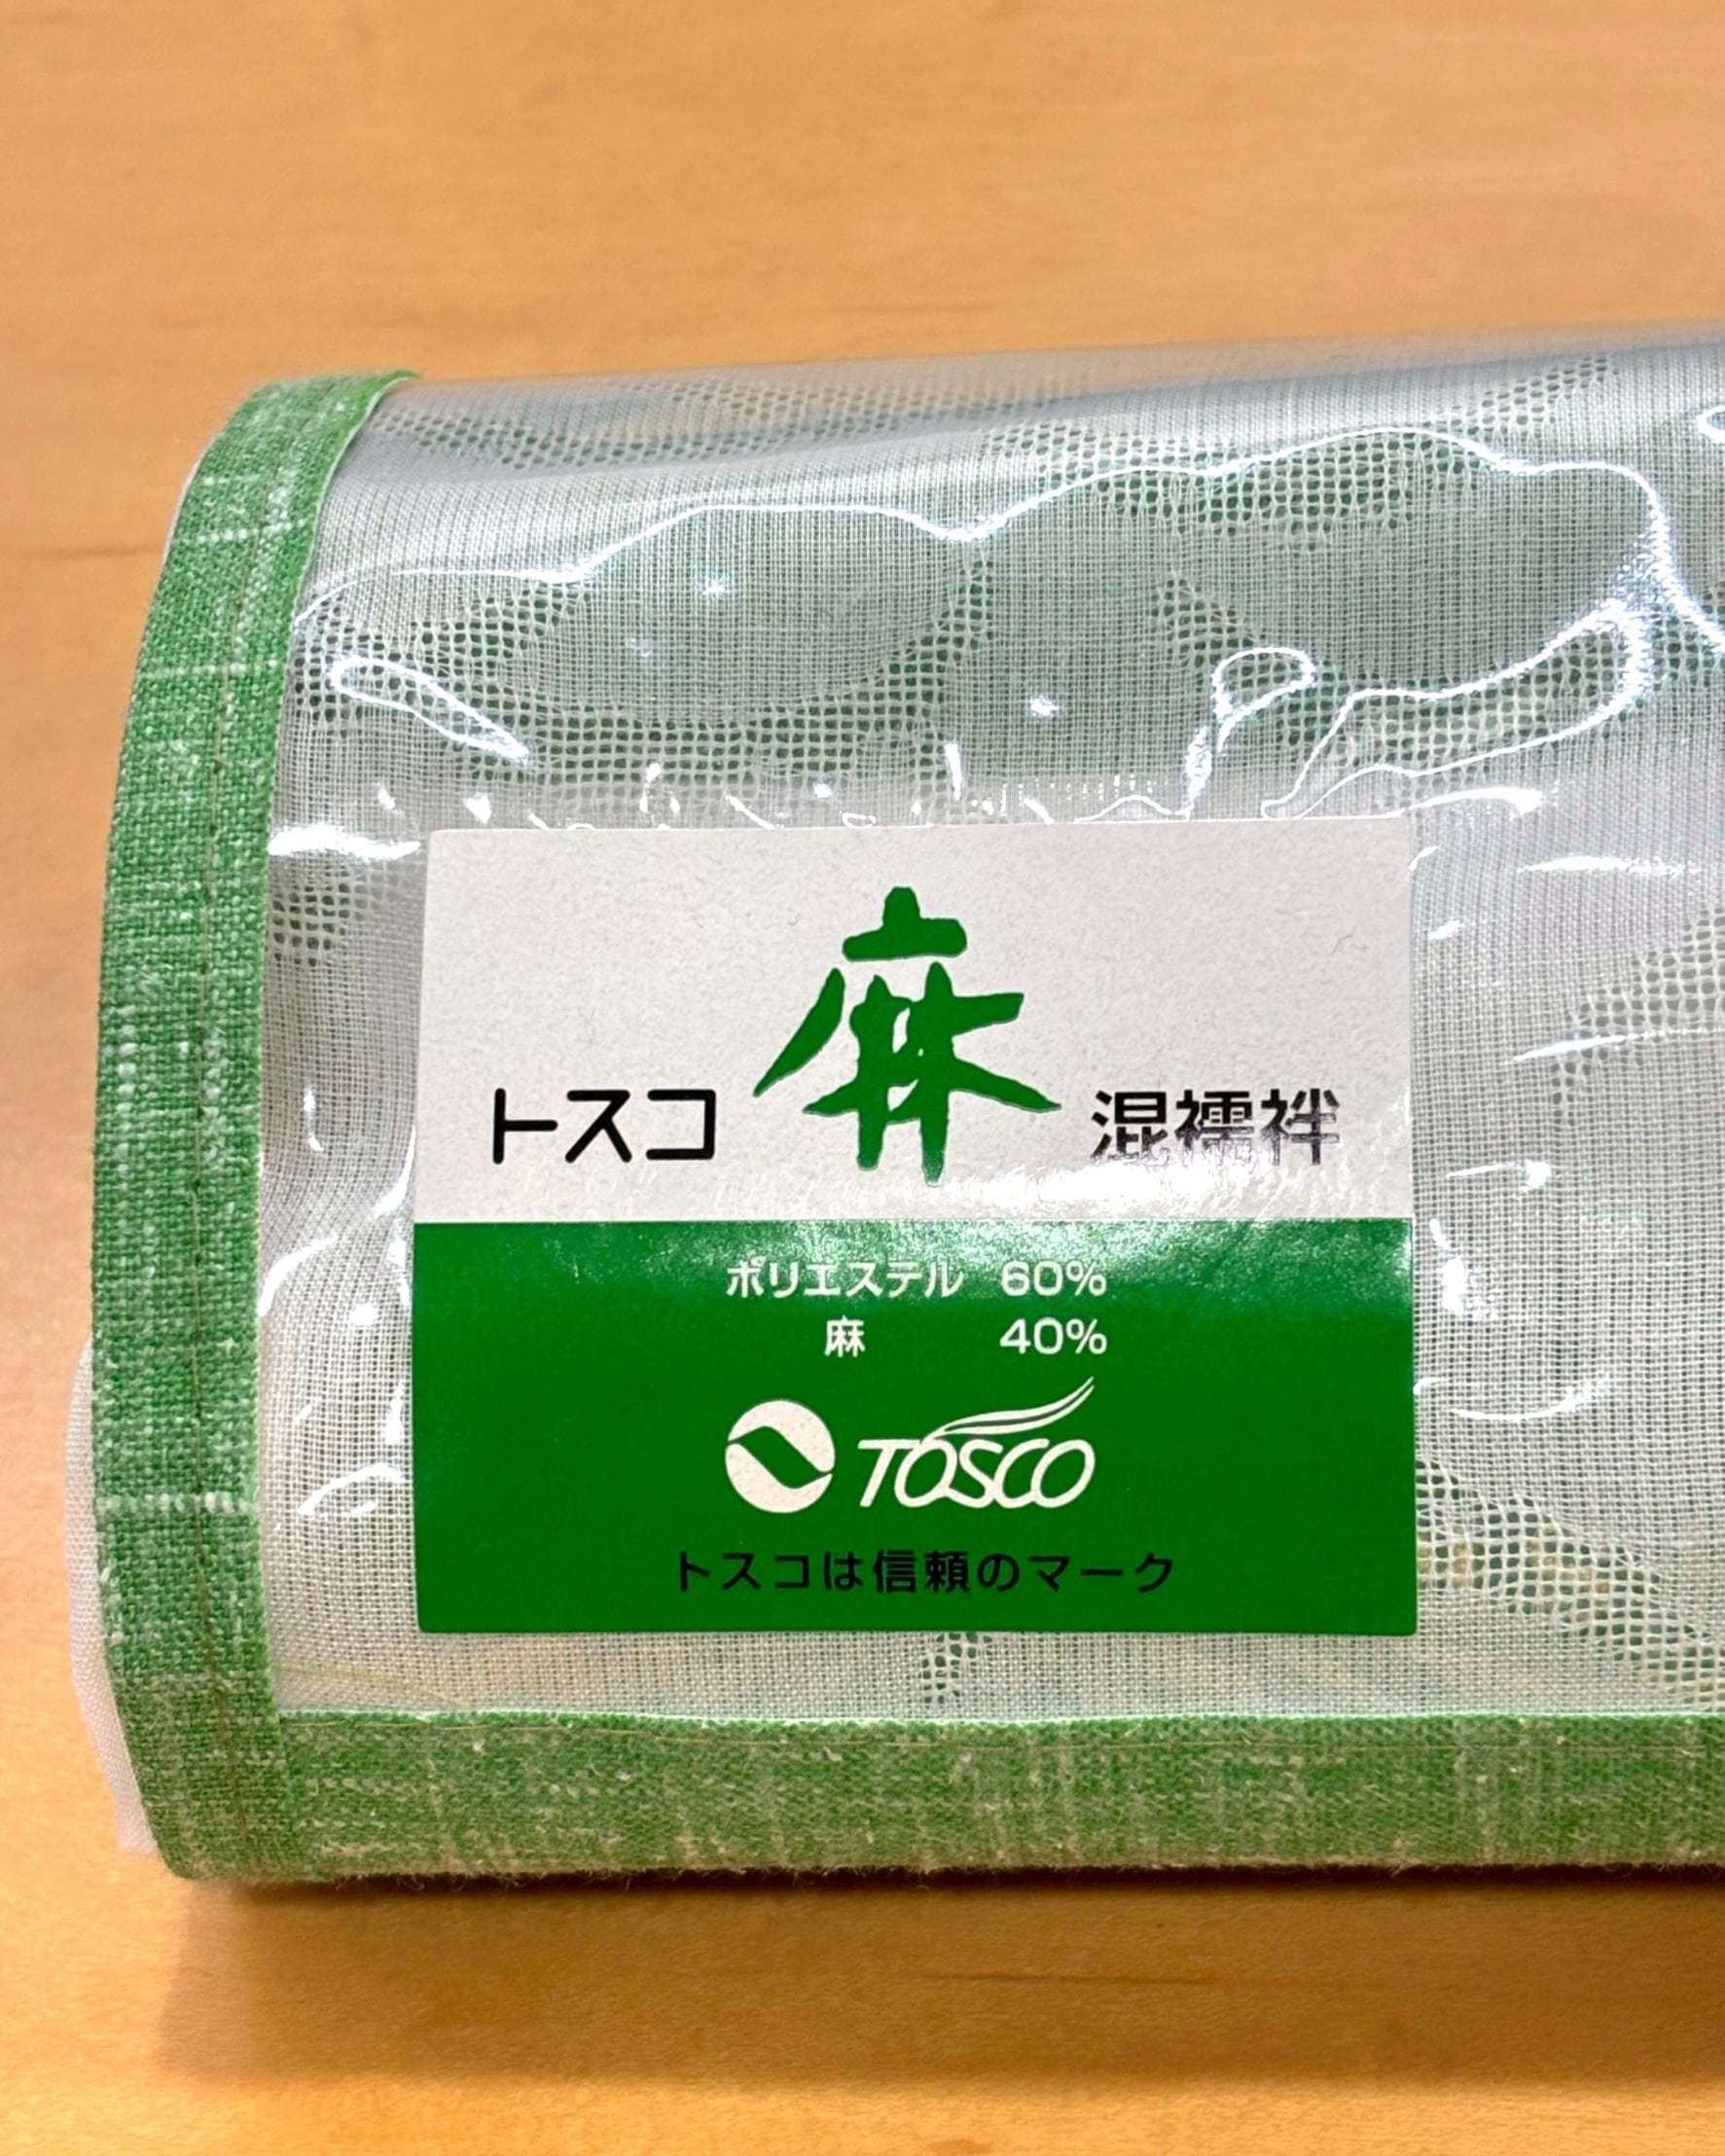 トスコ 麻 混襦袢
ポリエステル 60%
麻 40%
TOSCO
トスコは信頼のマーク